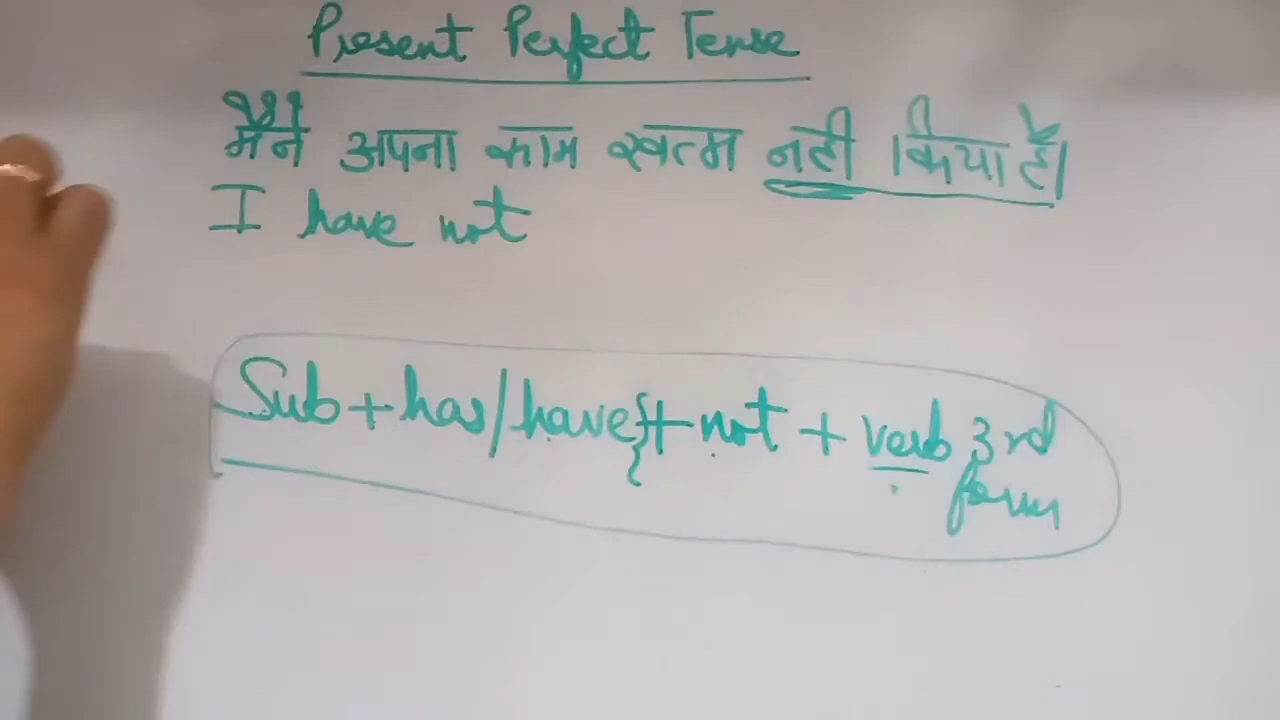 Present Perfect Tense
मैंने अपना काम खत्म नही किया है।
I have not
Sub + has/have + not + verb 3rd
form